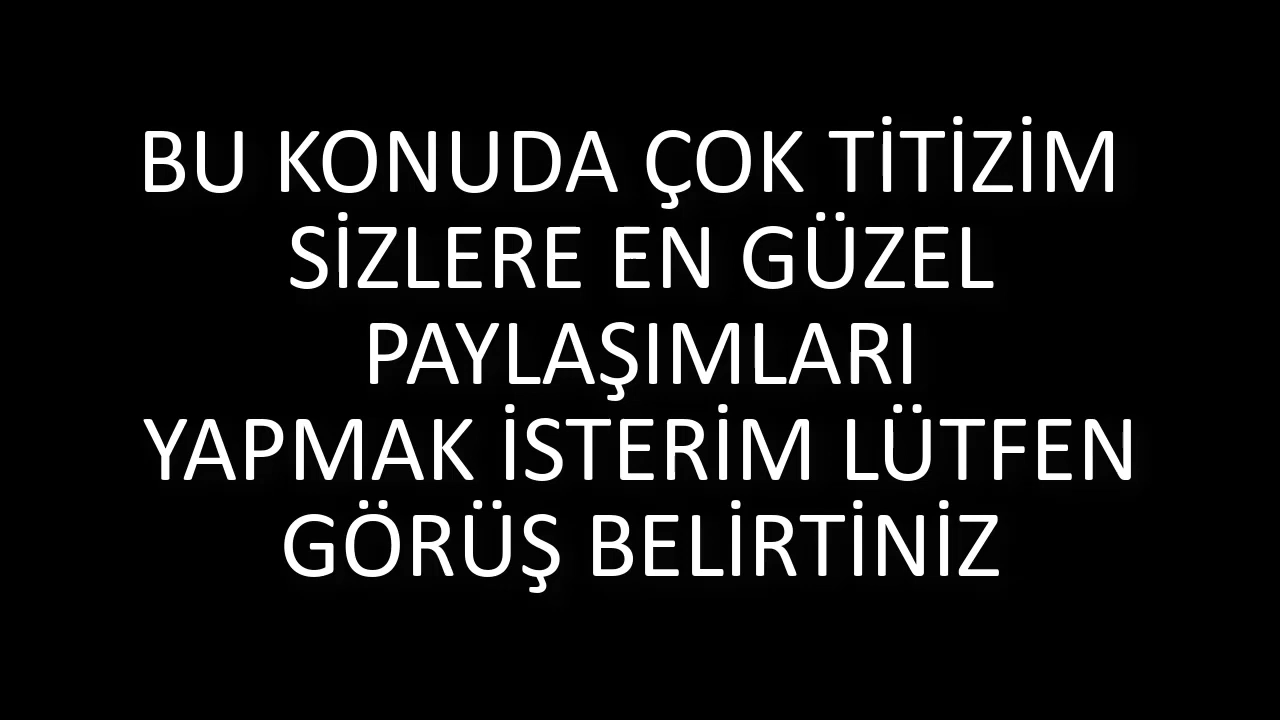 BU KONUDA ÇOK TİTİZİM
SİZLERE EN GÜZEL
PAYLAŞIMLARI
YAPMAK İSTERİM LÜTFEN
GÖRÜŞ BELİRTİNİZ